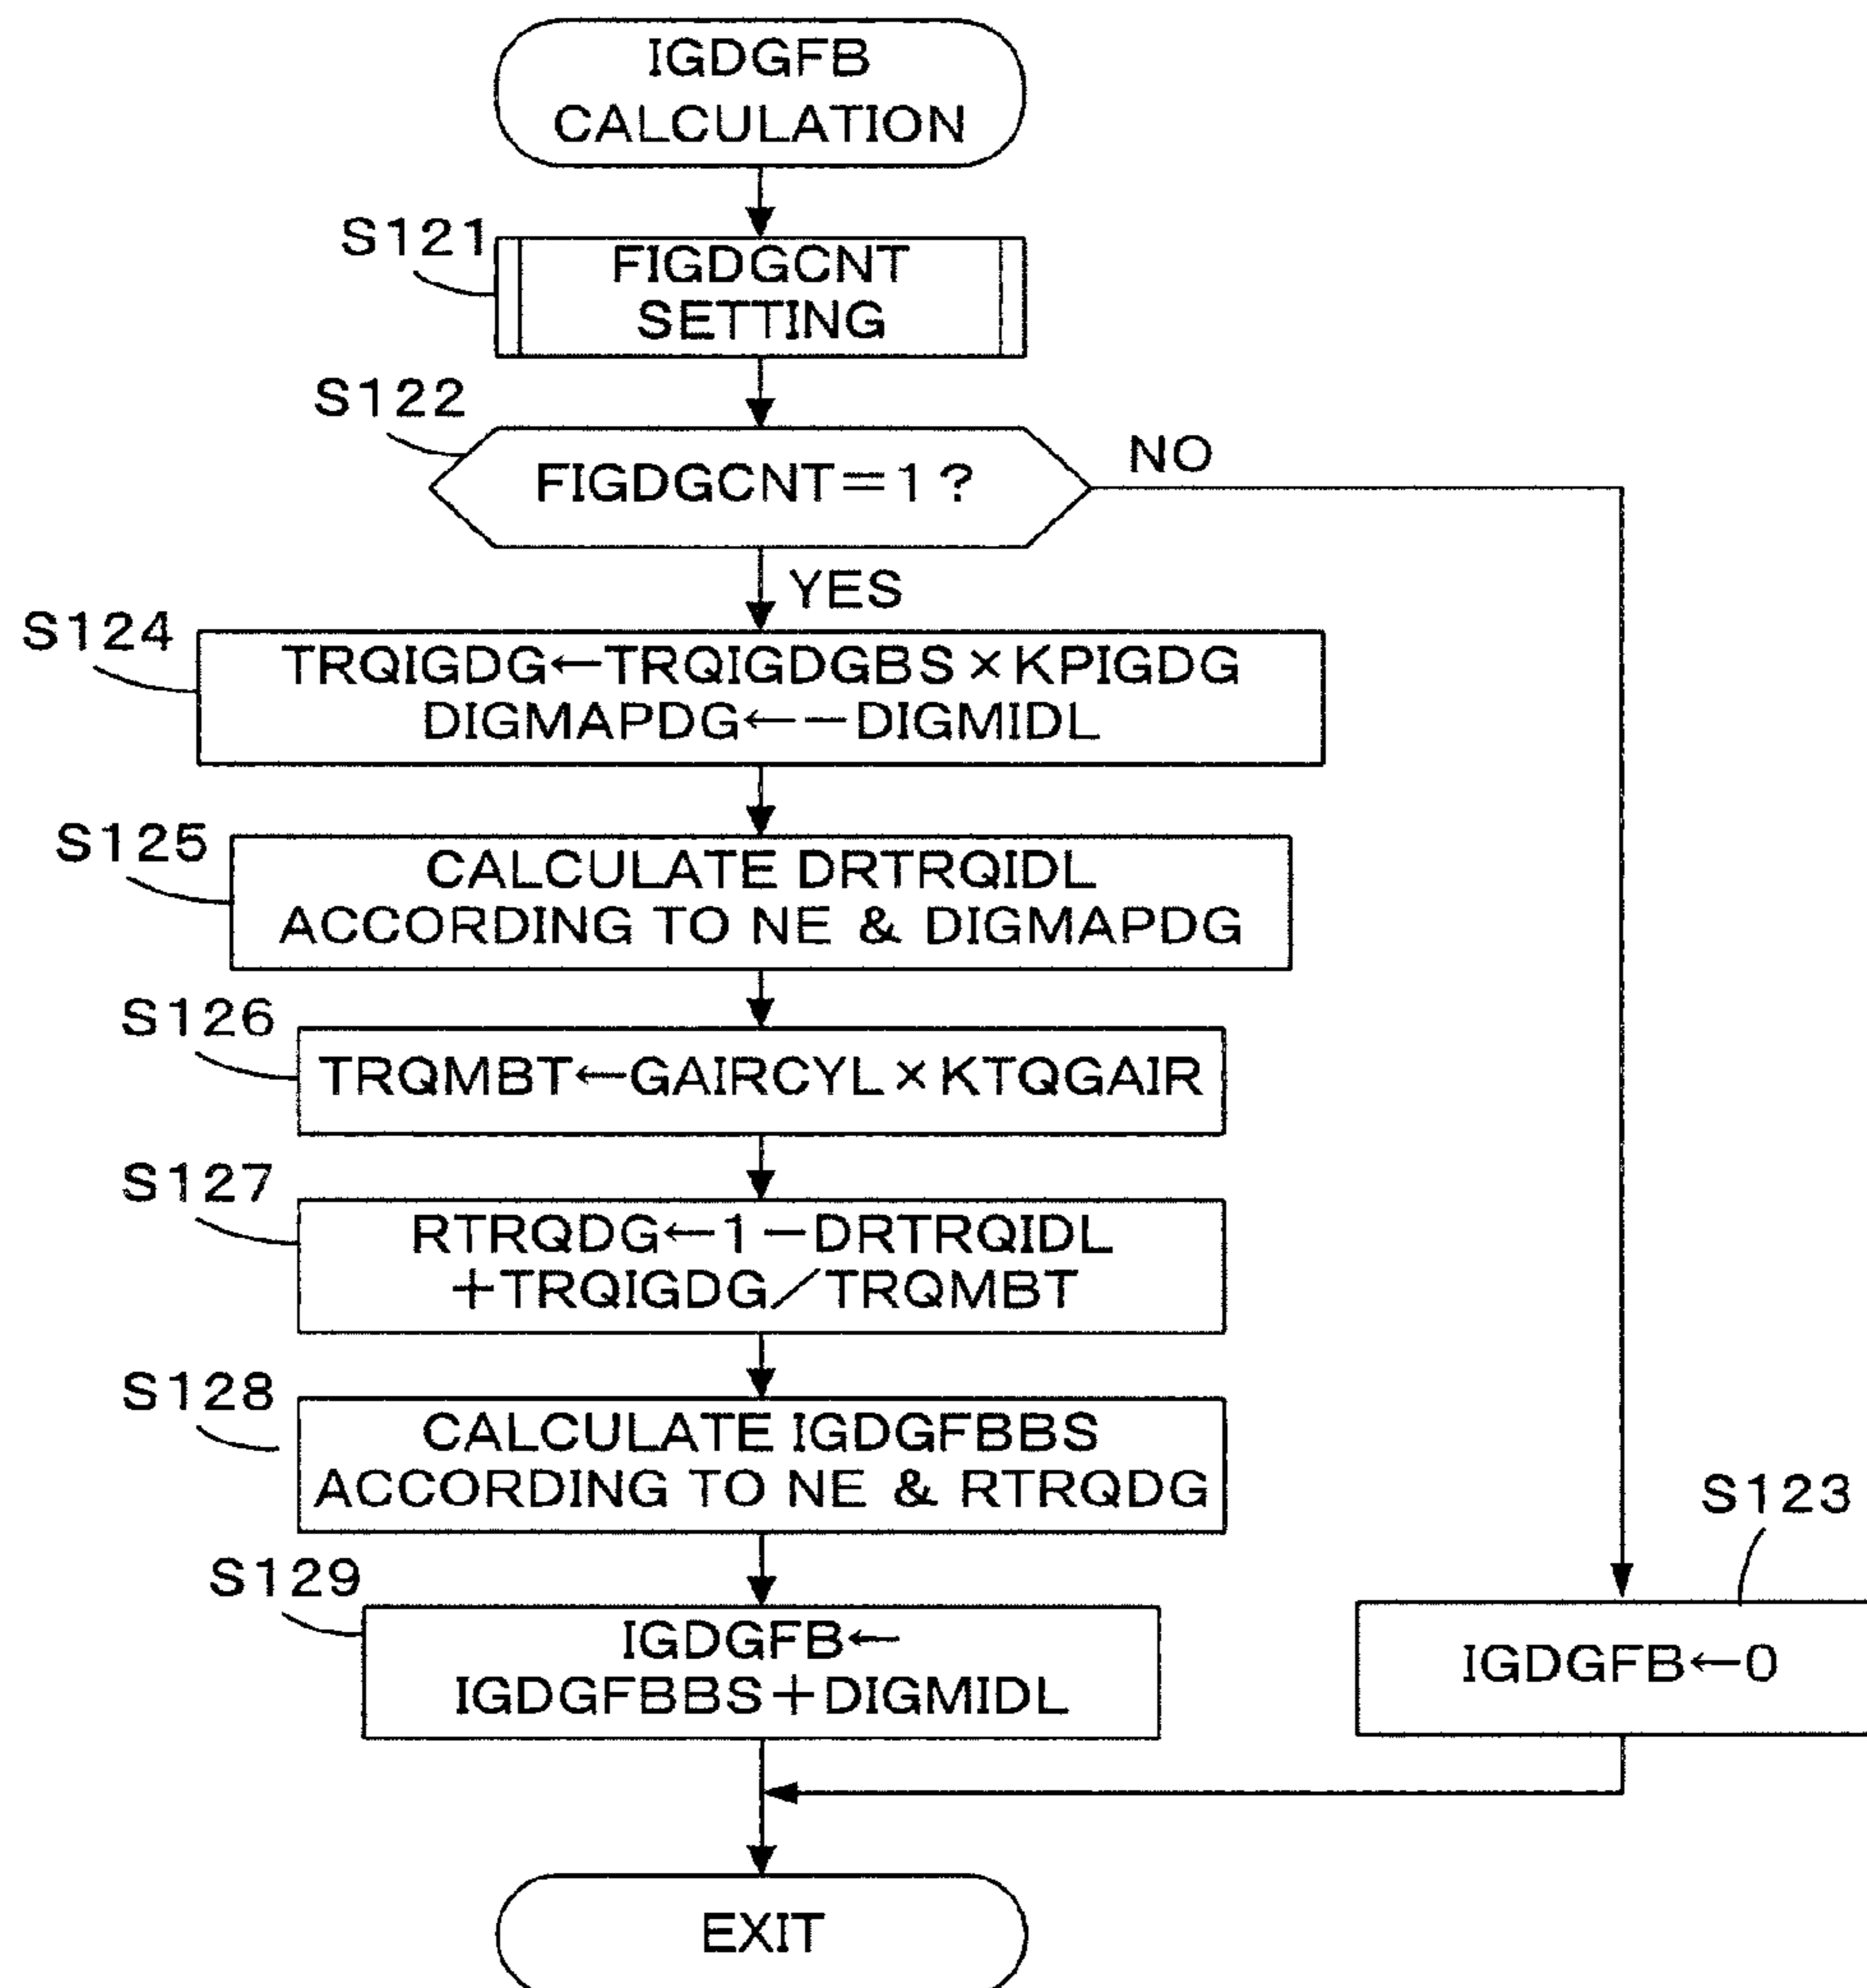 IGDGFB
CALCULATION
S121
FIGDGCNT
SETTING
S122
FIGDGCNT=1?
NO
YES
S124
TRQIGDG←TRQIGDGBS×KPIGDG
DIGMAPDG←−DIGMIDL
S125
CALCULATE DRTRQIDL
ACCORDING TO NE & DIGMAPDG
S126
TRQMBT←GAIRCYL×KTQGAIR
S127
RTRQDG←1−DRTRQIDL
+TRQIGDG/TRQMBT
S128
CALCULATE IGDGFBBS
ACCORDING TO NE & RTRQDG
S129
IGDGFB←
IGDGFBBS+DIGMIDL
S123
IGDGFB←0
EXIT